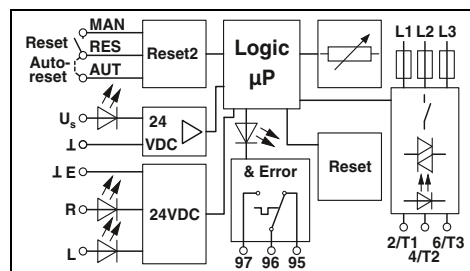 MAN
Reset
RES
Auto-
reset
AUT
Reset2
Logic
µP
L1 L2 L3
Us
⊥
24
VDC
⊥ E
R
L
24VDC
& Error
97 96 95
Reset
2/T1 6/T3
4/T2